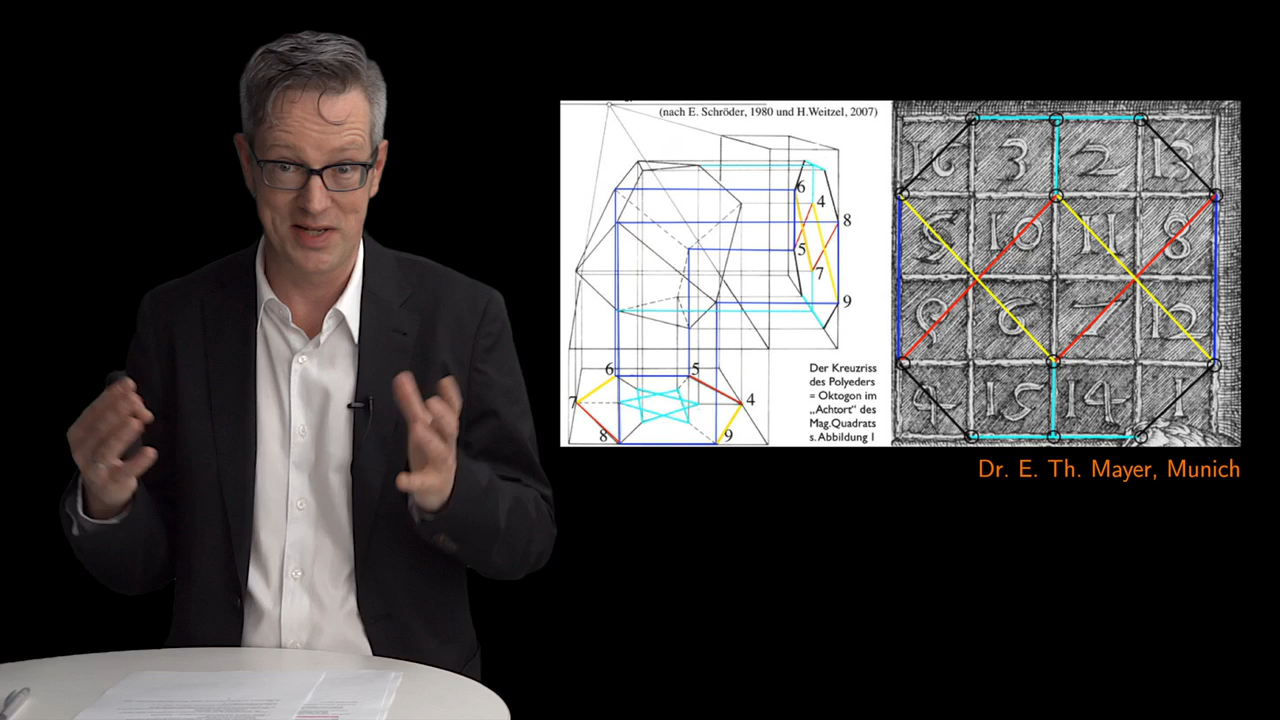 (nach E. Schröder, 1980 und H.Weitzel, 2007)
6
4
8
5
7
9
Der Kreuzriss
des Polyeders
= Oktogon im
„Achtort“ des
Mag.Quadrats
s. Abbildung I
6
5
7
4
8
9
16 3 2 13
5 10 11 8
9 6 7 12
4 15 14 1
Dr. E. Th. Mayer, Munich